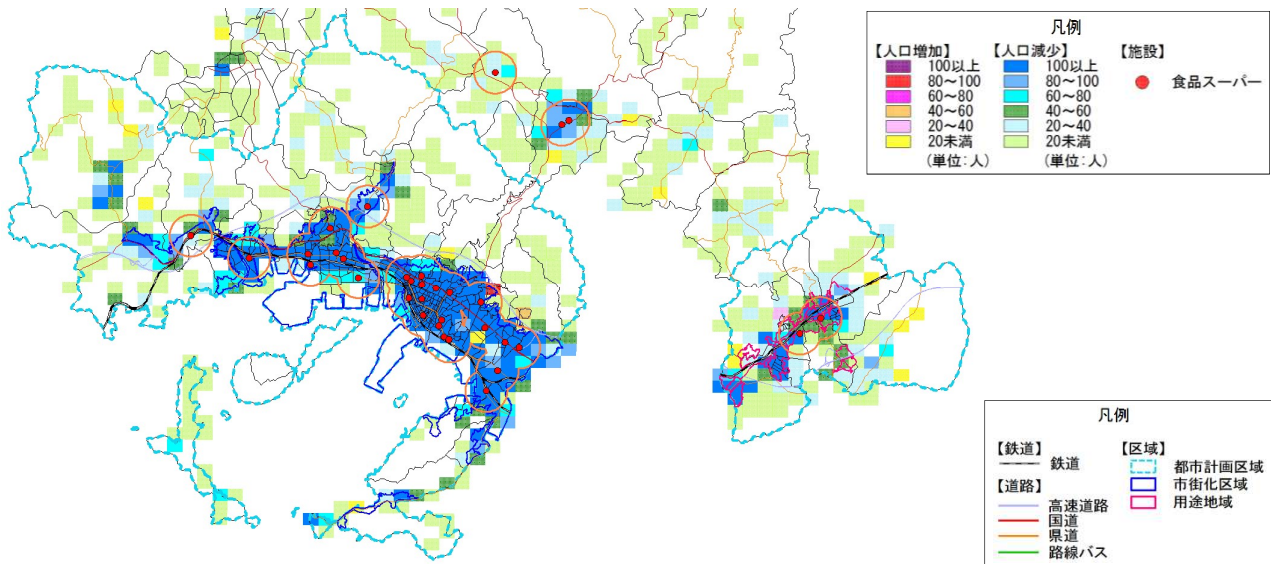 凡例
【人口増加】 【人口減少】 【施設】
100以上 100以上
80～100 80～100 食品スーパー
60～80 60～80
40～60 40～60
20～40 20～40
20未満 20未満
(単位：人) (単位：人)
凡例
【鉄道】 【区域】
鉄道 都市計画区域
【道路】 市街化区域
高速道路 用途地域
国道
県道
路線バス